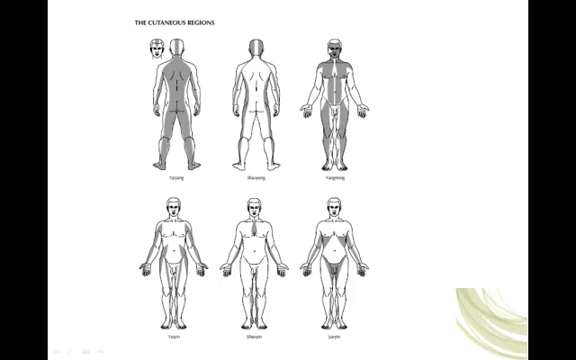 THE CUTANEOUS REGIONS
Taiyang
Shaoyang
Yangming
Taiyin
Shaoyin
Jueyin